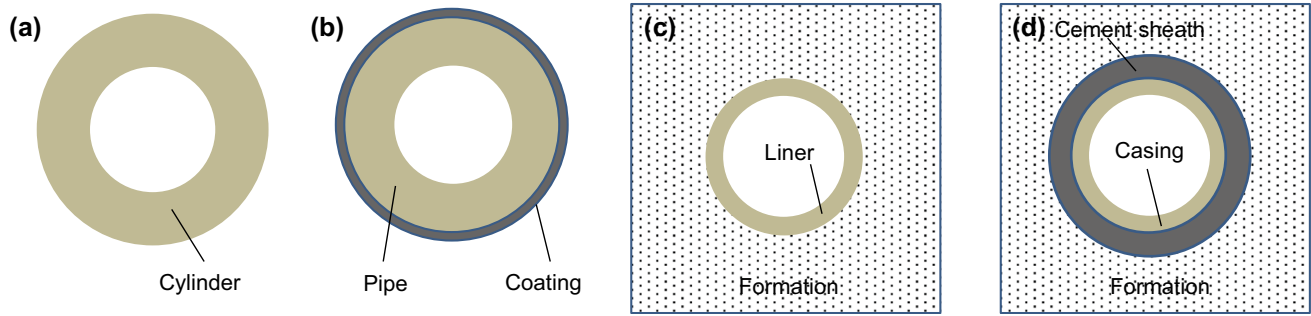 (a)
Cylinder
(b)
Pipe
Coating
(c)
Liner
Formation
(d)
Cement sheath
Casing
Formation